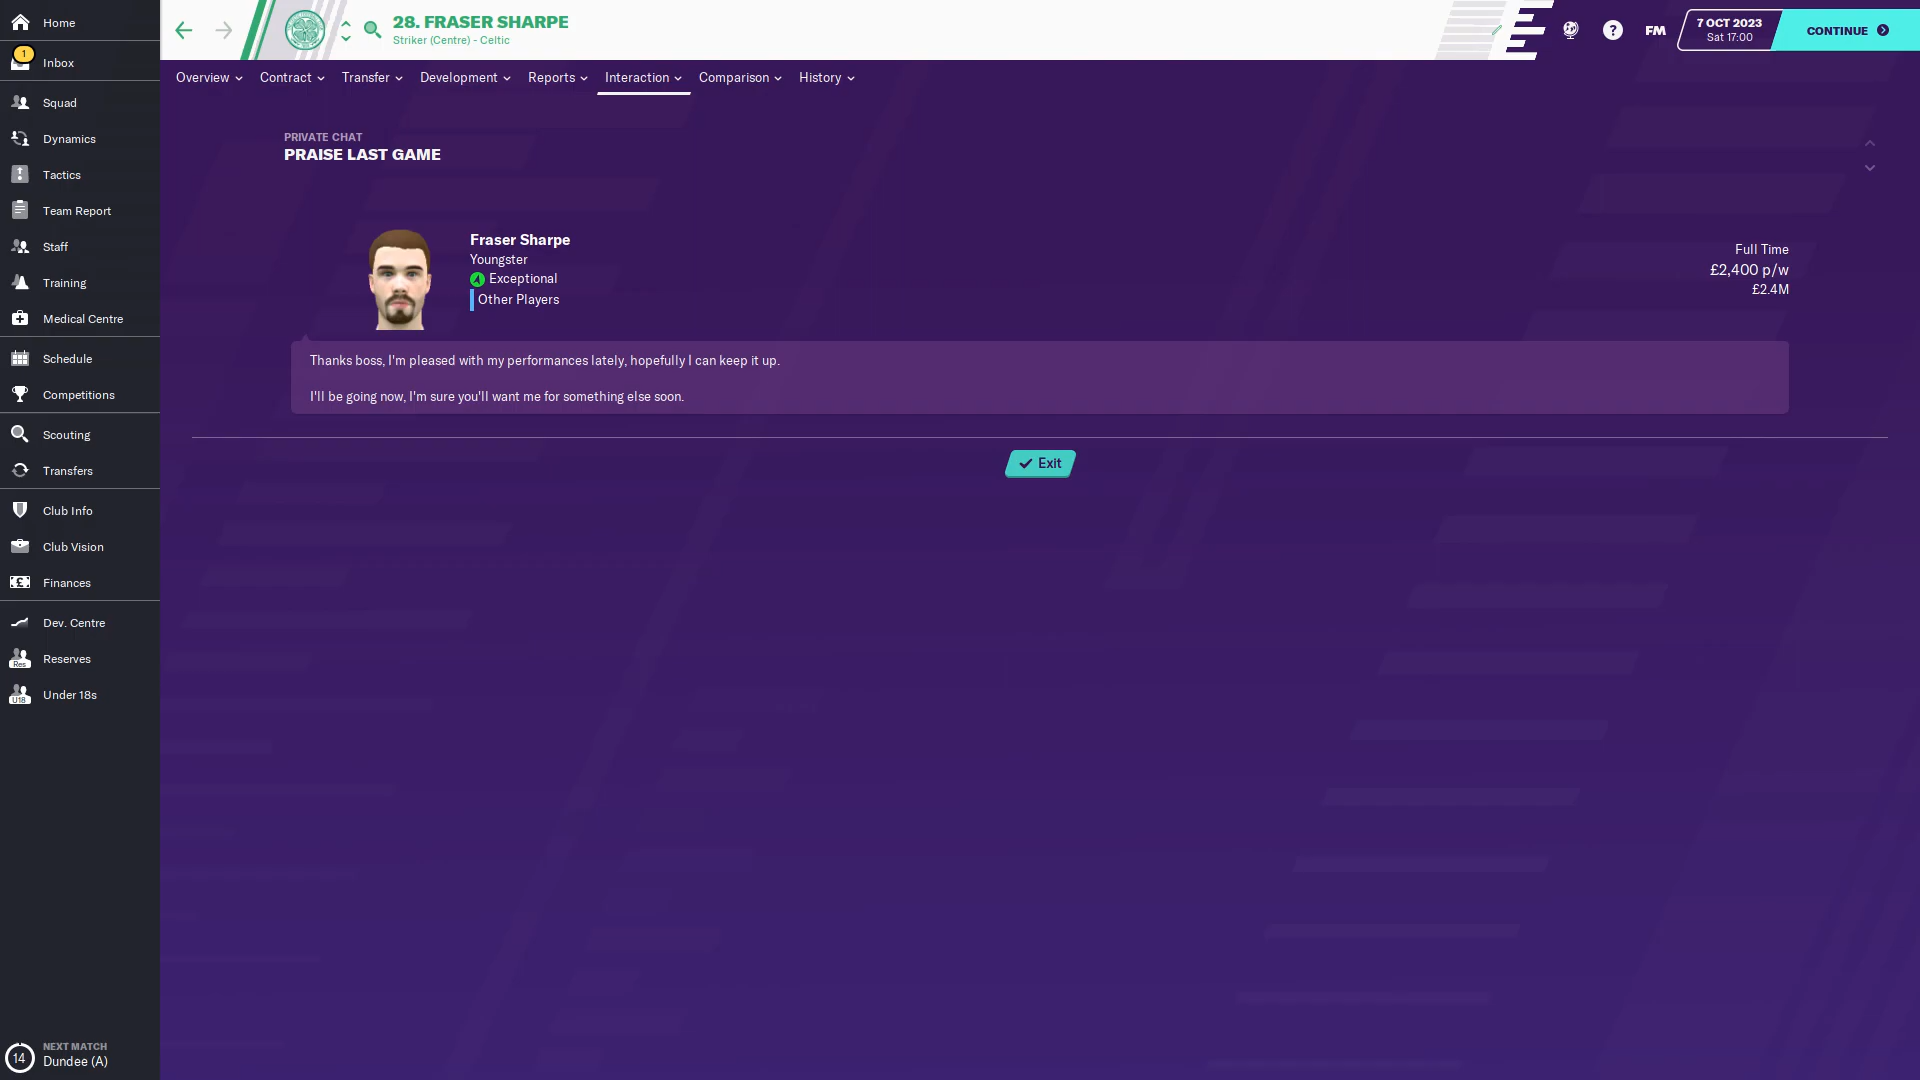 Home
28. FRASER SHARPE
Striker (Centre) - Celtic
? FM
7 OCT 2023
Sat 17:00
CONTINUE
1
Inbox
Overview Contract Transfer Development Reports Interaction Comparison History
Squad
Dynamics
Tactics
Team Report
Staff
Training
Medical Centre
Schedule
Competitions
Scouting
Transfers
Club Info
Club Vision
£ Finances
Dev. Centre
Res Reserves
U18 Under 18s
14
NEXT MATCH
Dundee (A)
PRIVATE CHAT
PRAISE LAST GAME
Fraser Sharpe
Youngster
Exceptional
Other Players
Full Time
£2,400 p/w
£2.4M
Thanks boss, I'm pleased with my performances lately, hopefully I can keep it up.
I'll be going now, I'm sure you'll want me for something else soon.
Exit